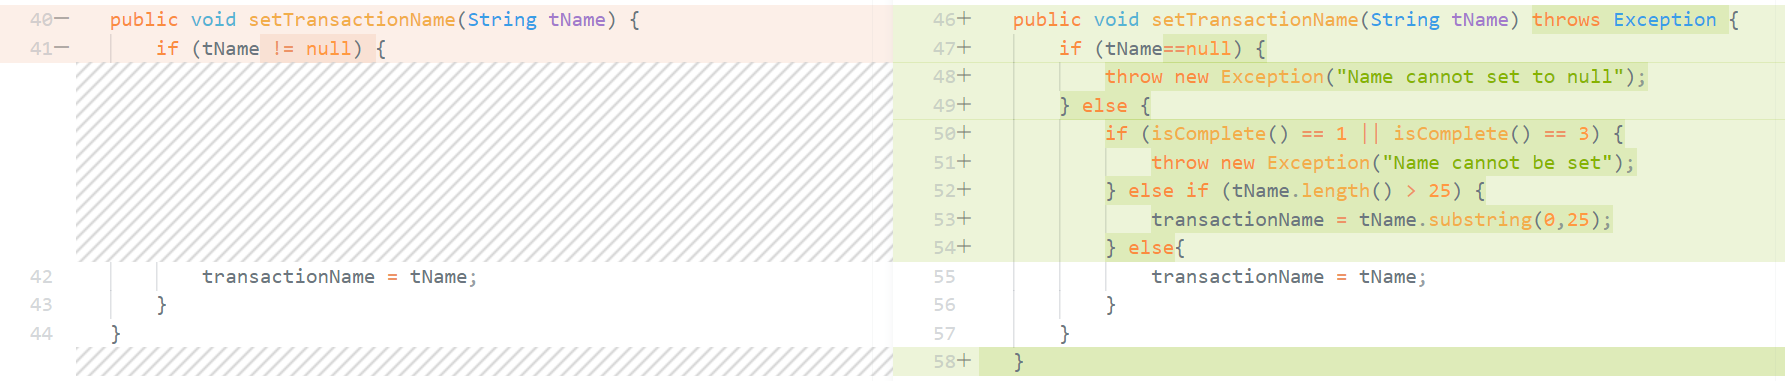 40− public void setTransactionName(String tName) {
41− if (tName != null) {
42 transactionName = tName;
43 }
44 }
46+ public void setTransactionName(String tName) throws Exception {
47+ if (tName==null) {
48+ throw new Exception("Name cannot set to null");
49+ } else {
50+ if (isComplete() == 1 || isComplete() == 3) {
51+ throw new Exception("Name cannot be set");
52+ } else if (tName.length() > 25) {
53+ transactionName = tName.substring(0,25);
54+ } else{
55 transactionName = tName;
56 }
57 }
58+ }